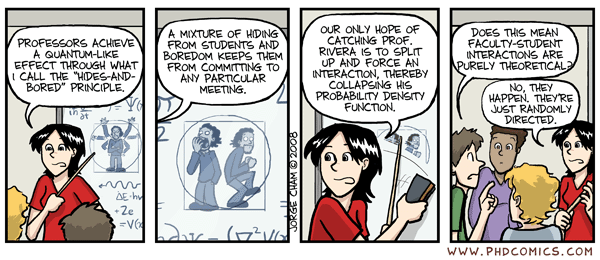 PROFESSORS ACHIEVE
A QUANTUM-LIKE
EFFECT THROUGH WHAT
I CALL THE "HIDES-AND-
BORED" PRINCIPLE.
A MIXTURE OF HIDING
FROM STUDENTS AND
BOREDOM KEEPS THEM
FROM COMMITTING TO
ANY PARTICULAR
MEETING.
JORGE CHAM © 2008
OUR ONLY HOPE OF
CATCHING PROF.
RIVERA IS TO SPLIT
UP AND FORCE AN
INTERACTION, THEREBY
COLLAPSING HIS
PROBABILITY DENSITY
FUNCTION.
DOES THIS MEAN
FACULTY-STUDENT
INTERACTIONS ARE
PURELY THEORETICAL?
NO, THEY
HAPPEN. THEY'RE
JUST RANDOMLY
DIRECTED.
WWW.PHDCOMICS.COM